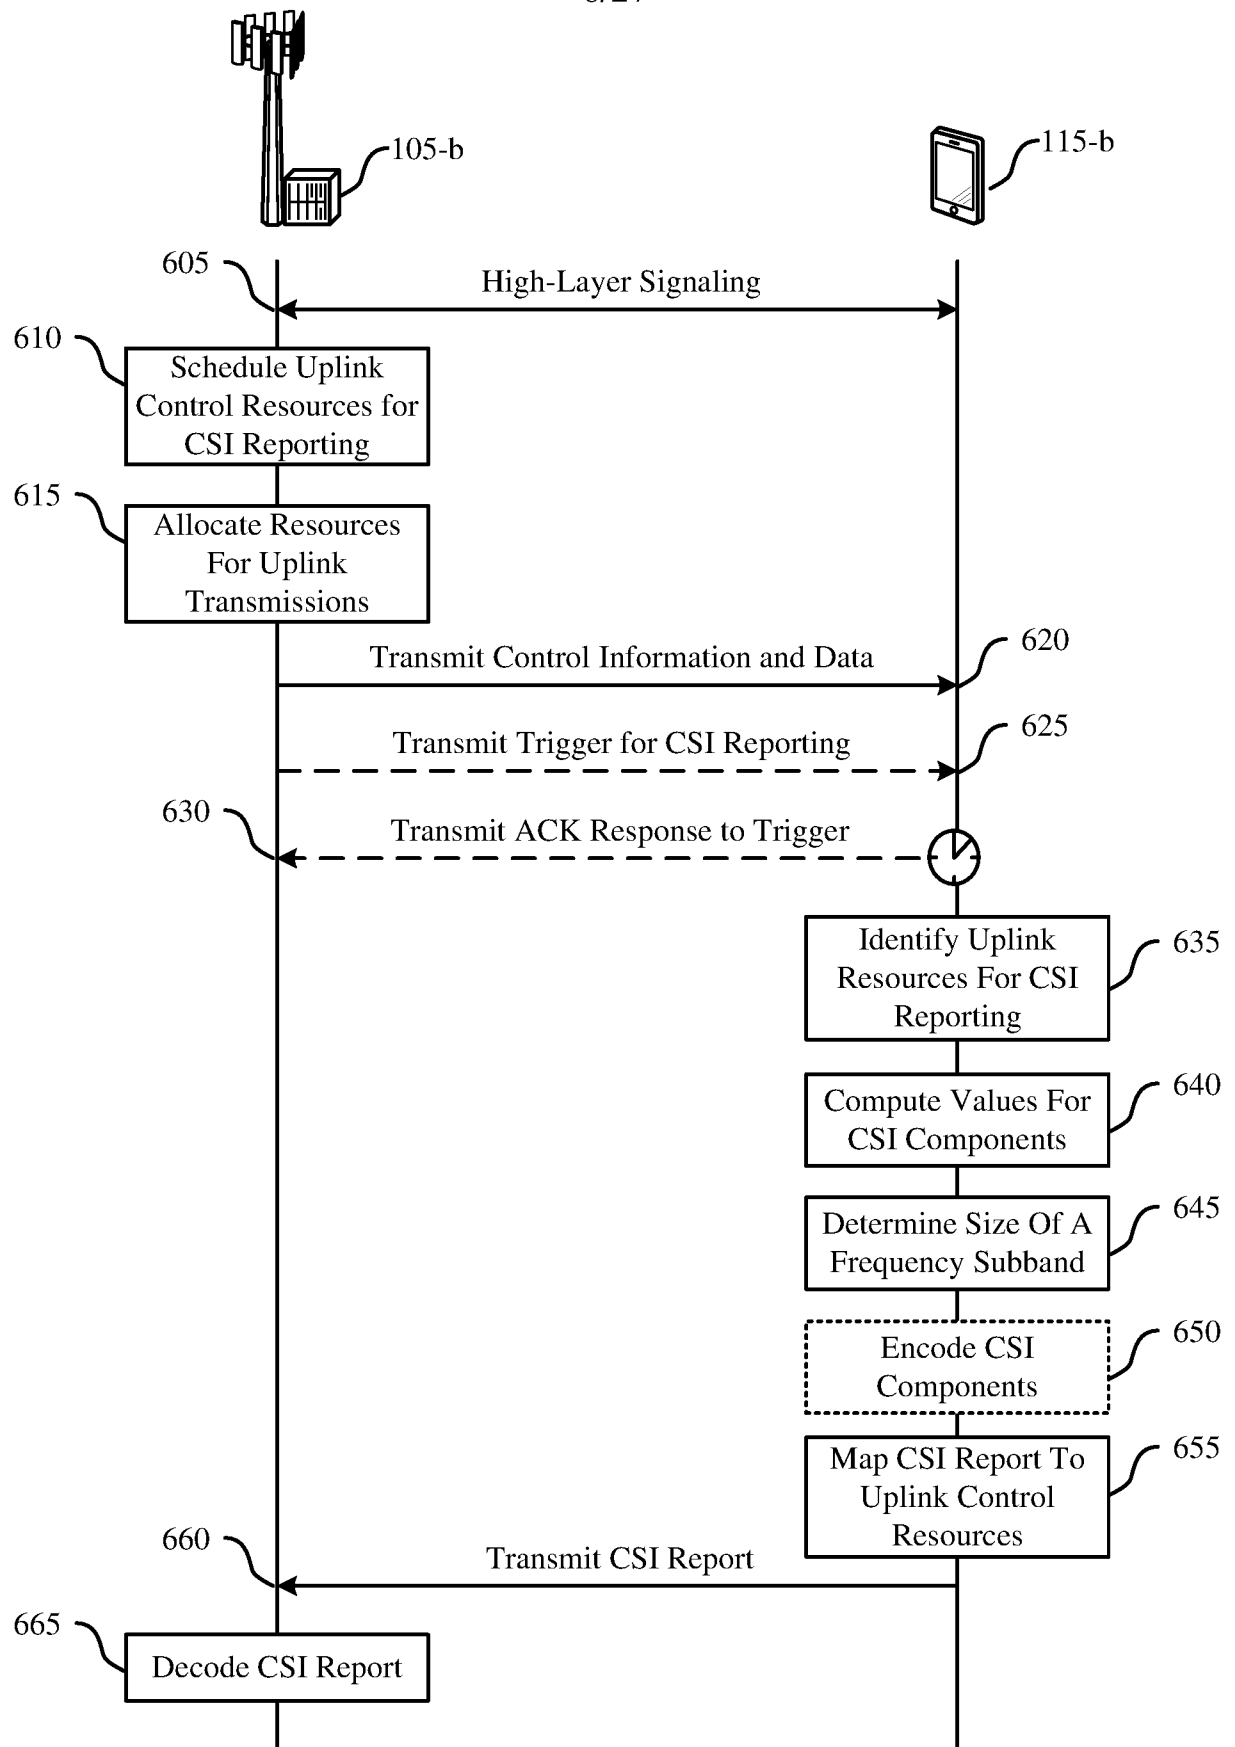 105-b
115-b
605
High-Layer Signaling
610
Schedule Uplink
Control Resources for
CSI Reporting
615
Allocate Resources
For Uplink
Transmissions
Transmit Control Information and Data
620
Transmit Trigger for CSI Reporting
625
630
Transmit ACK Response to Trigger
Identify Uplink
Resources For CSI
Reporting
635
Compute Values For
CSI Components
640
Determine Size Of A
Frequency Subband
645
Encode CSI
Components
650
Map CSI Report To
Uplink Control
Resources
655
660
Transmit CSI Report
665
Decode CSI Report